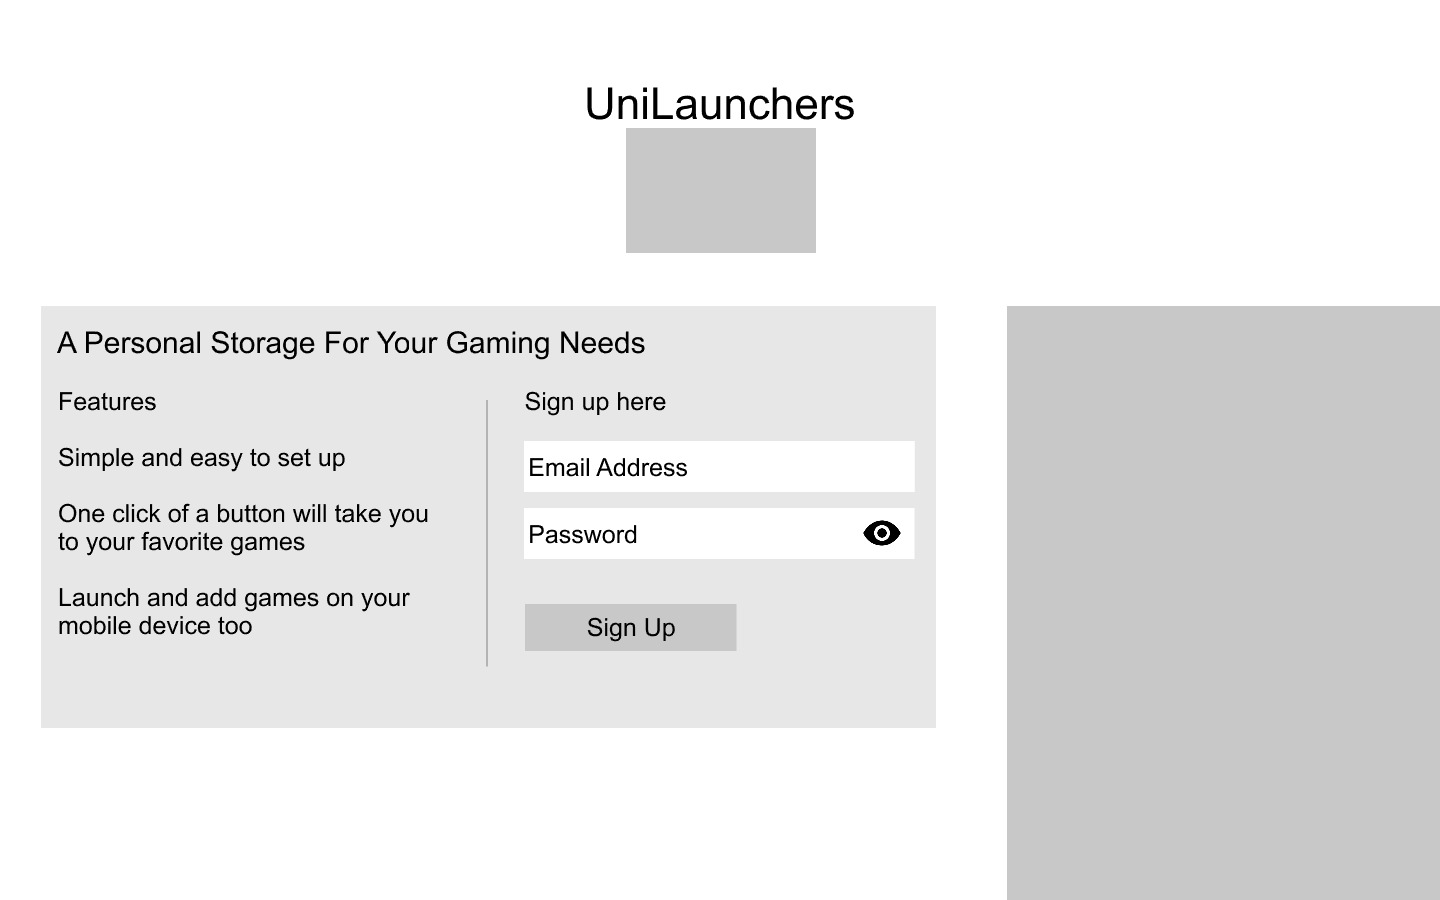 UniLaunchers
A Personal Storage For Your Gaming Needs
Features
Simple and easy to set up
One click of a button will take you
to your favorite games
Launch and add games on your
mobile device too
Sign up here
Email Address
Password
Sign Up